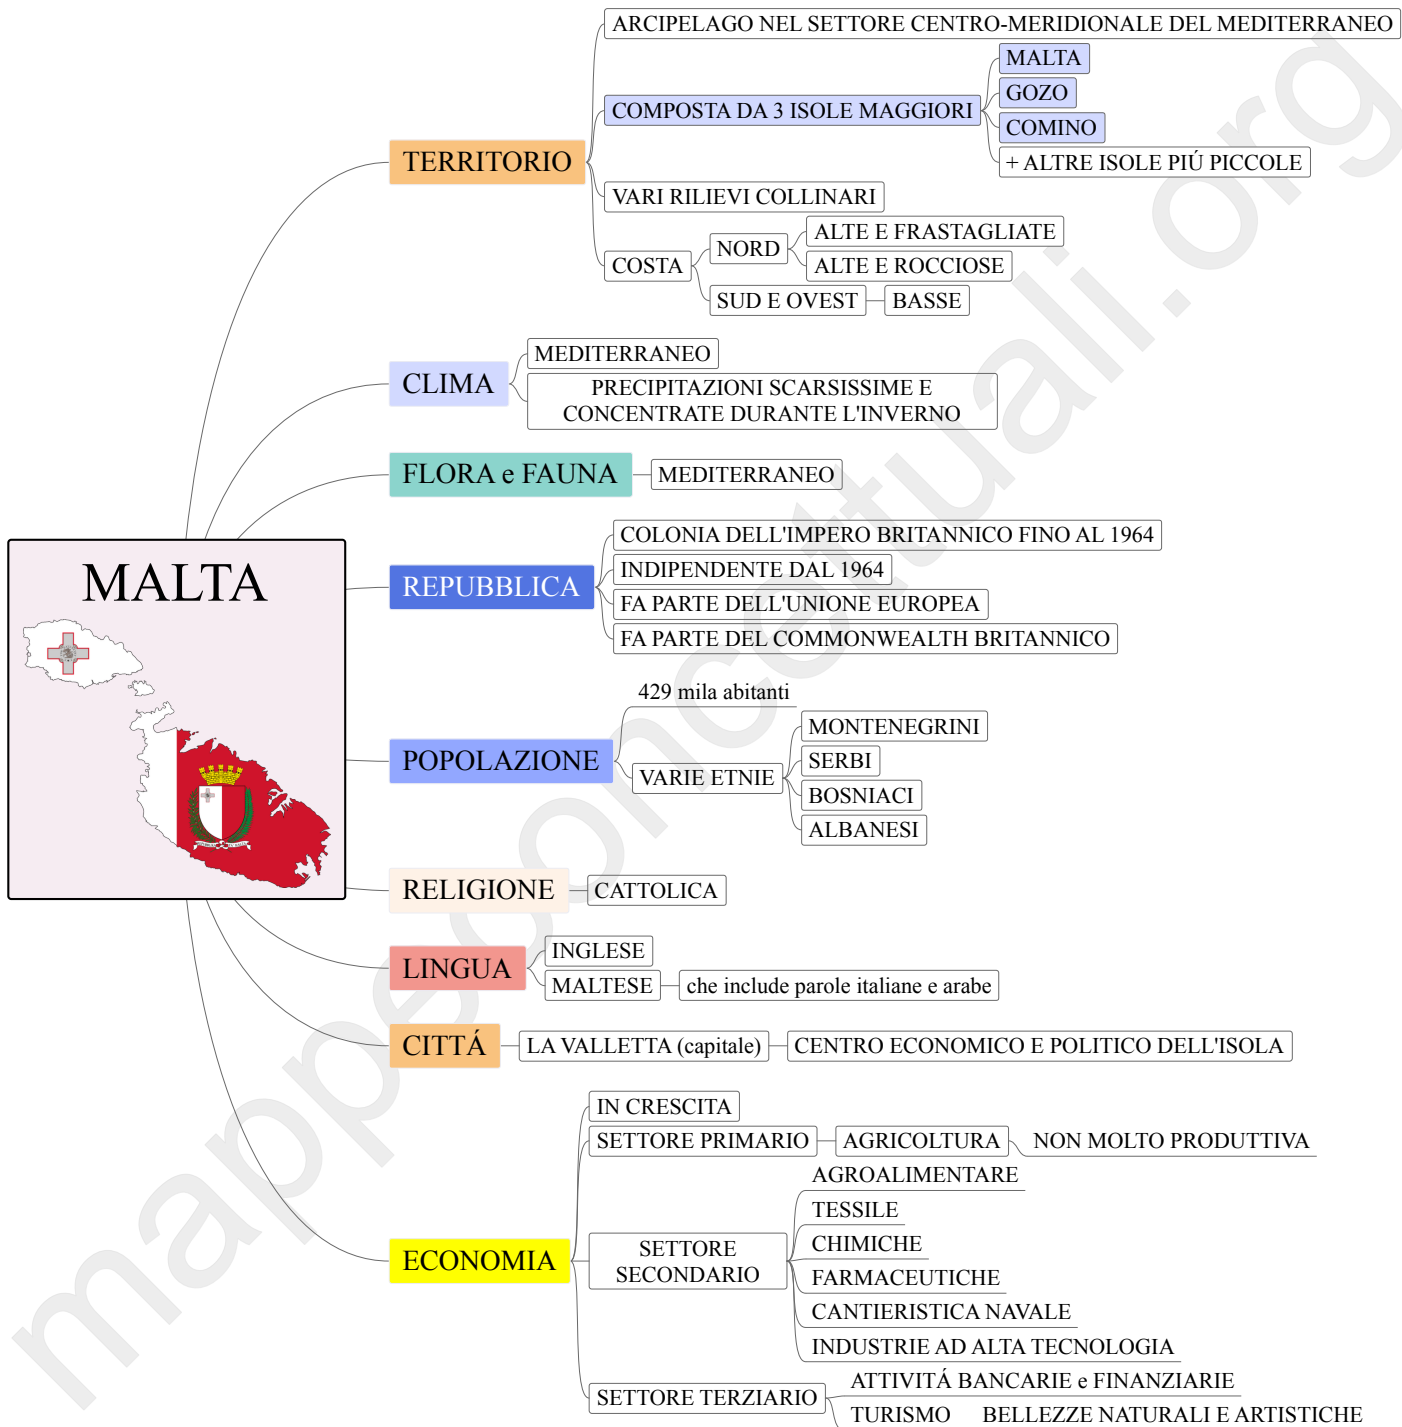 MALTA
TERRITORIO
ARCIPELAGO NEL SETTORE CENTRO-MERIDIONALE DEL MEDITERRANEO
COMPOSTA DA 3 ISOLE MAGGIORI
MALTA
GOZO
COMINO
+ ALTRE ISOLE PIÚ PICCOLE
VARI RILIEVI COLLINARI
COSTA
NORD
ALTE E FRASTAGLIATE
ALTE E ROCCIOSE
SUD E OVEST
BASSE
CLIMA
MEDITERRANEO
PRECIPITAZIONI SCARSISSIME E
CONCENTRATE DURANTE L'INVERNO
FLORA e FAUNA
MEDITERRANEO
REPUBBLICA
COLONIA DELL'IMPERO BRITANNICO FINO AL 1964
INDIPENDENTE DAL 1964
FA PARTE DELL'UNIONE EUROPEA
FA PARTE DEL COMMONWEALTH BRITANNICO
POPOLAZIONE
429 mila abitanti
VARIE ETNIE
MONTENEGRINI
SERBI
BOSNIACI
ALBANESI
RELIGIONE
CATTOLICA
LINGUA
INGLESE
MALTESE
che include parole italiane e arabe
CITTÁ
LA VALLETTA (capitale)
CENTRO ECONOMICO E POLITICO DELL'ISOLA
ECONOMIA
IN CRESCITA
SETTORE PRIMARIO
AGRICOLTURA
NON MOLTO PRODUTTIVA
SETTORE
SECONDARIO
AGROALIMENTARE
TESSILE
CHIMICHE
FARMACEUTICHE
CANTIERISTICA NAVALE
INDUSTRIE AD ALTA TECNOLOGIA
SETTORE TERZIARIO
ATTIVITÁ BANCARIE e FINANZIARIE
TURISMO
BELLEZZE NATURALI E ARTISTICHE
mappeconcettuali.org